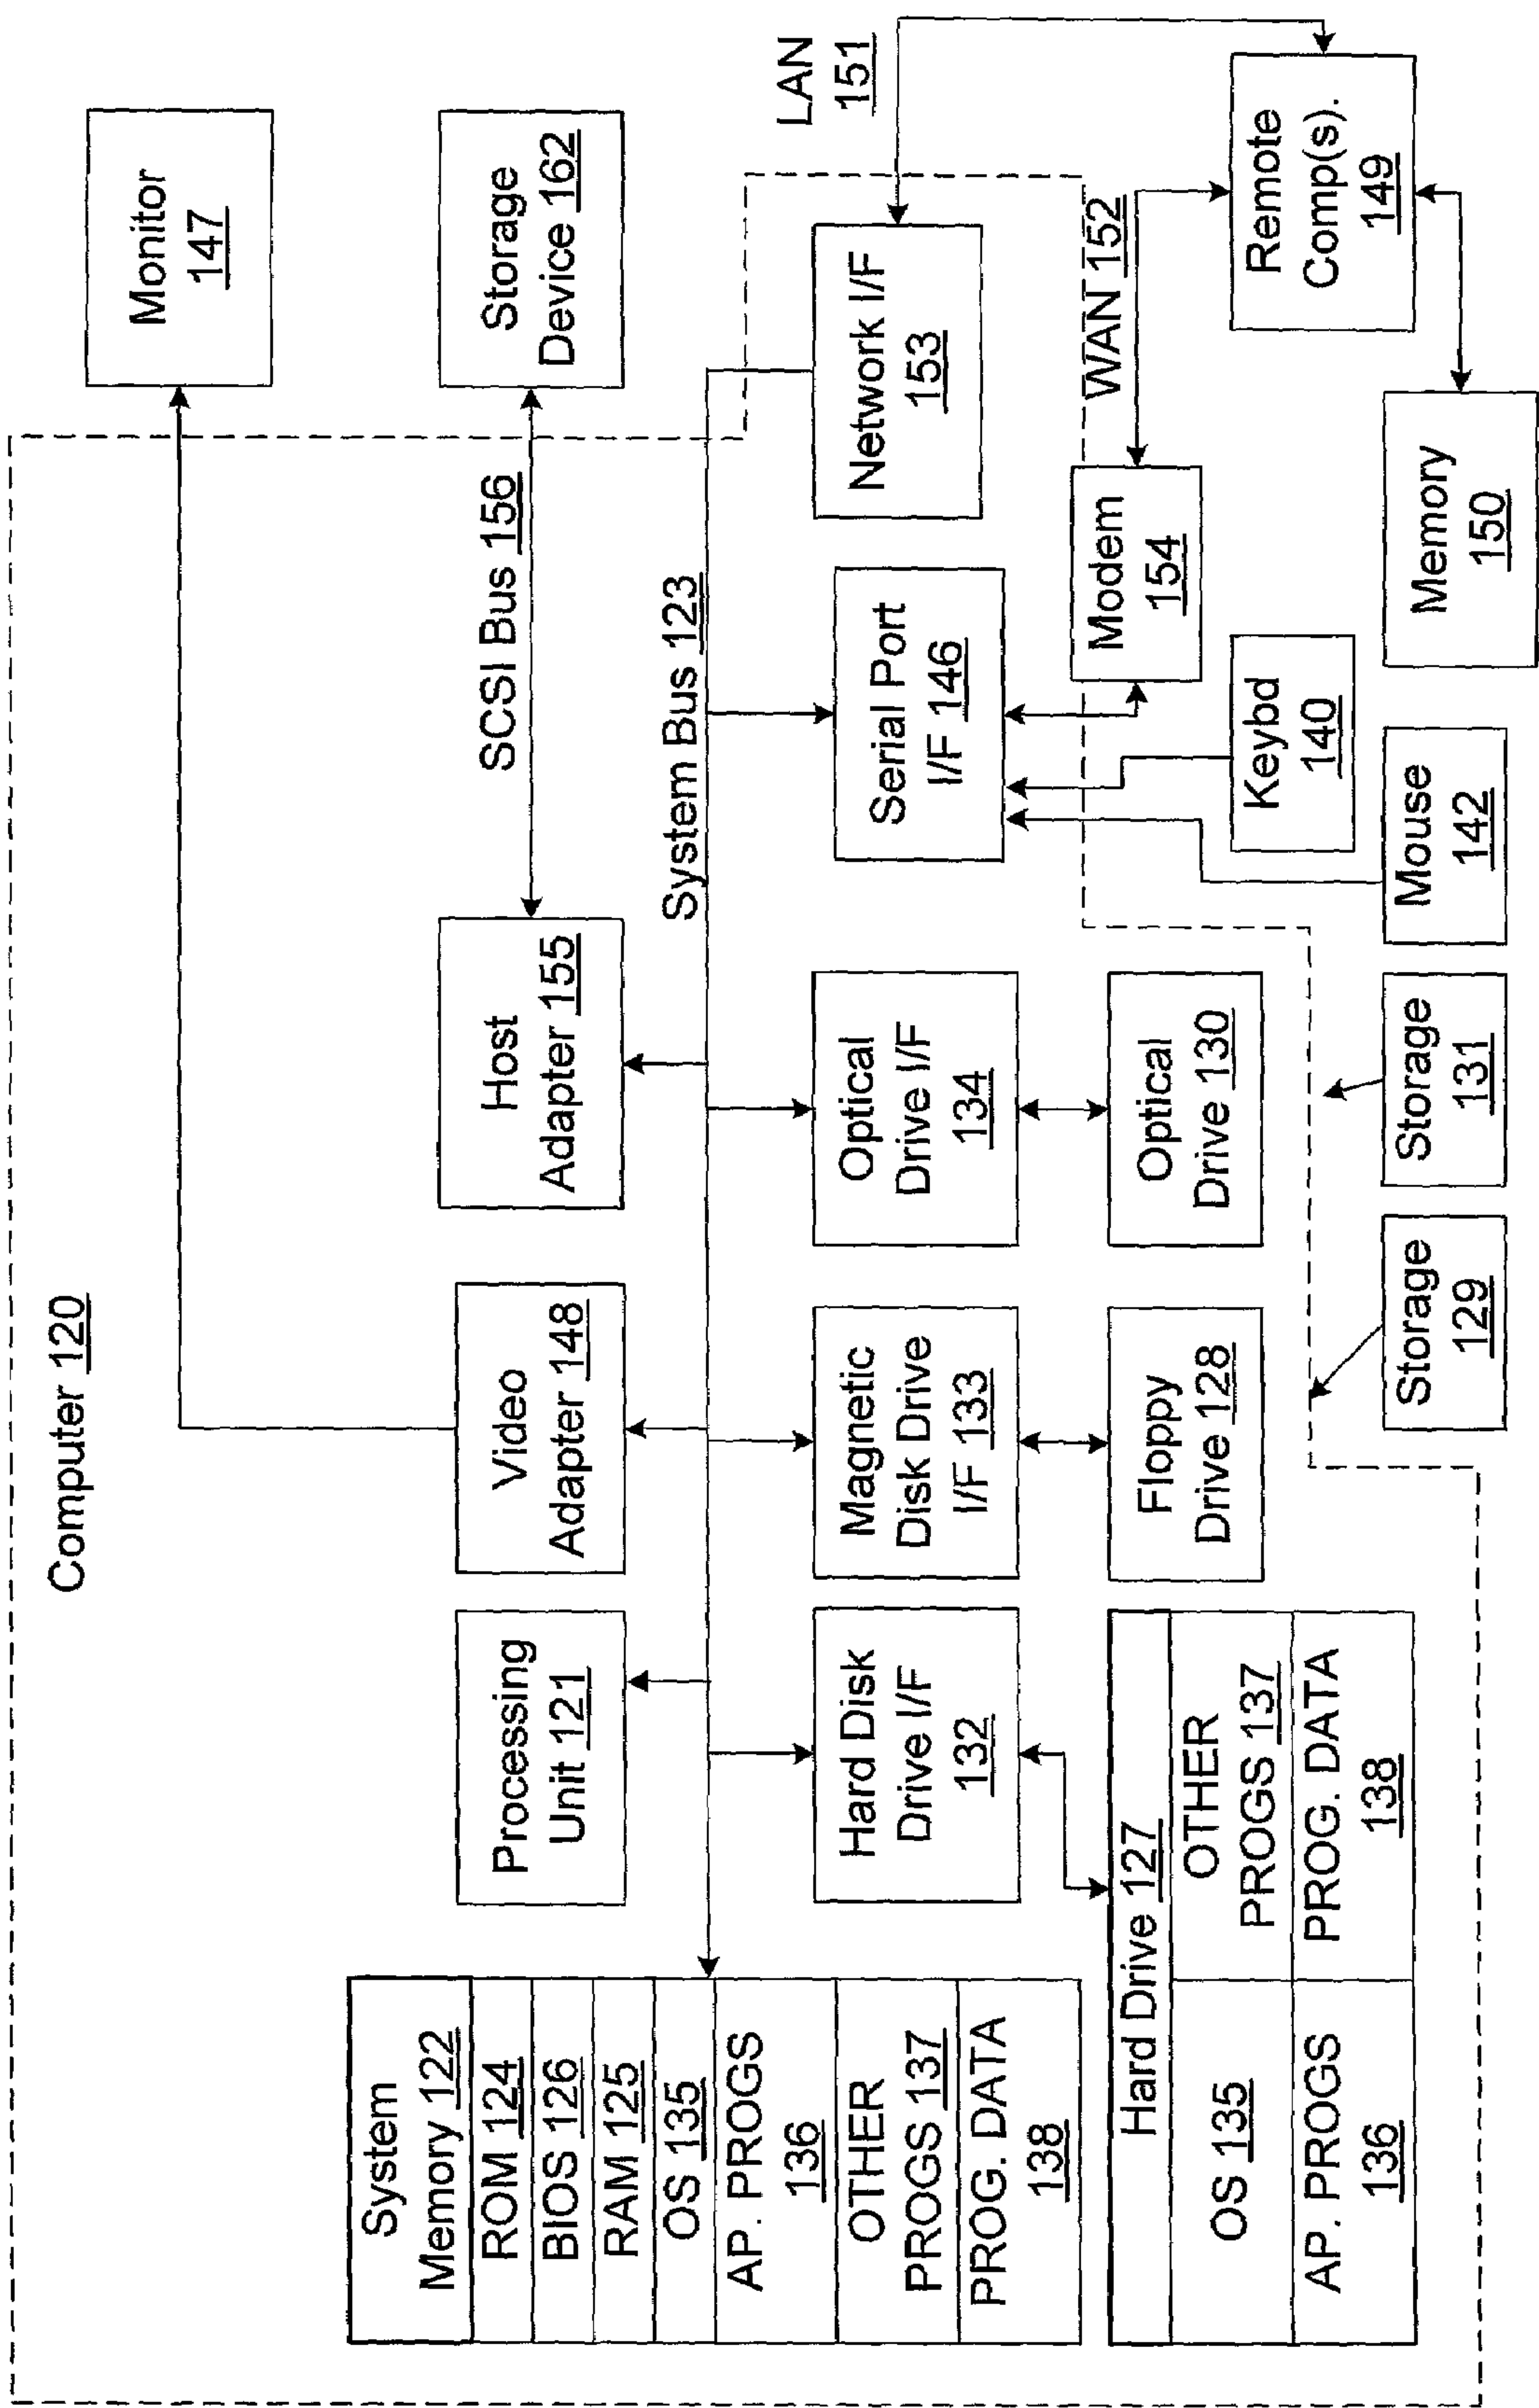 Computer 120
Monitor
147
System
Memory 122
ROM 124
BIOS 126
RAM 125
OS 135
AP. PROGS
136
OTHER
PROGS 137
PROG. DATA
138
Processing
Unit 121
Video
Adapter 148
Host
Adapter 155
SCSI Bus 156
Storage
Device 162
System Bus 123
Hard Disk
Drive I/F
132
Magnetic
Disk Drive
I/F 133
Optical
Drive I/F
134
Serial Port
I/F 146
Network I/F
153
LAN
151
Hard Drive 127
OS 135
OTHER
PROGS 137
AP. PROGS
136
PROG. DATA
138
Floppy
Drive 128
Optical
Drive 130
Modem
154
WAN 152
Keybd
140
Remote
Comp(s).
149
Storage
129
Storage
131
Mouse
142
Memory
150